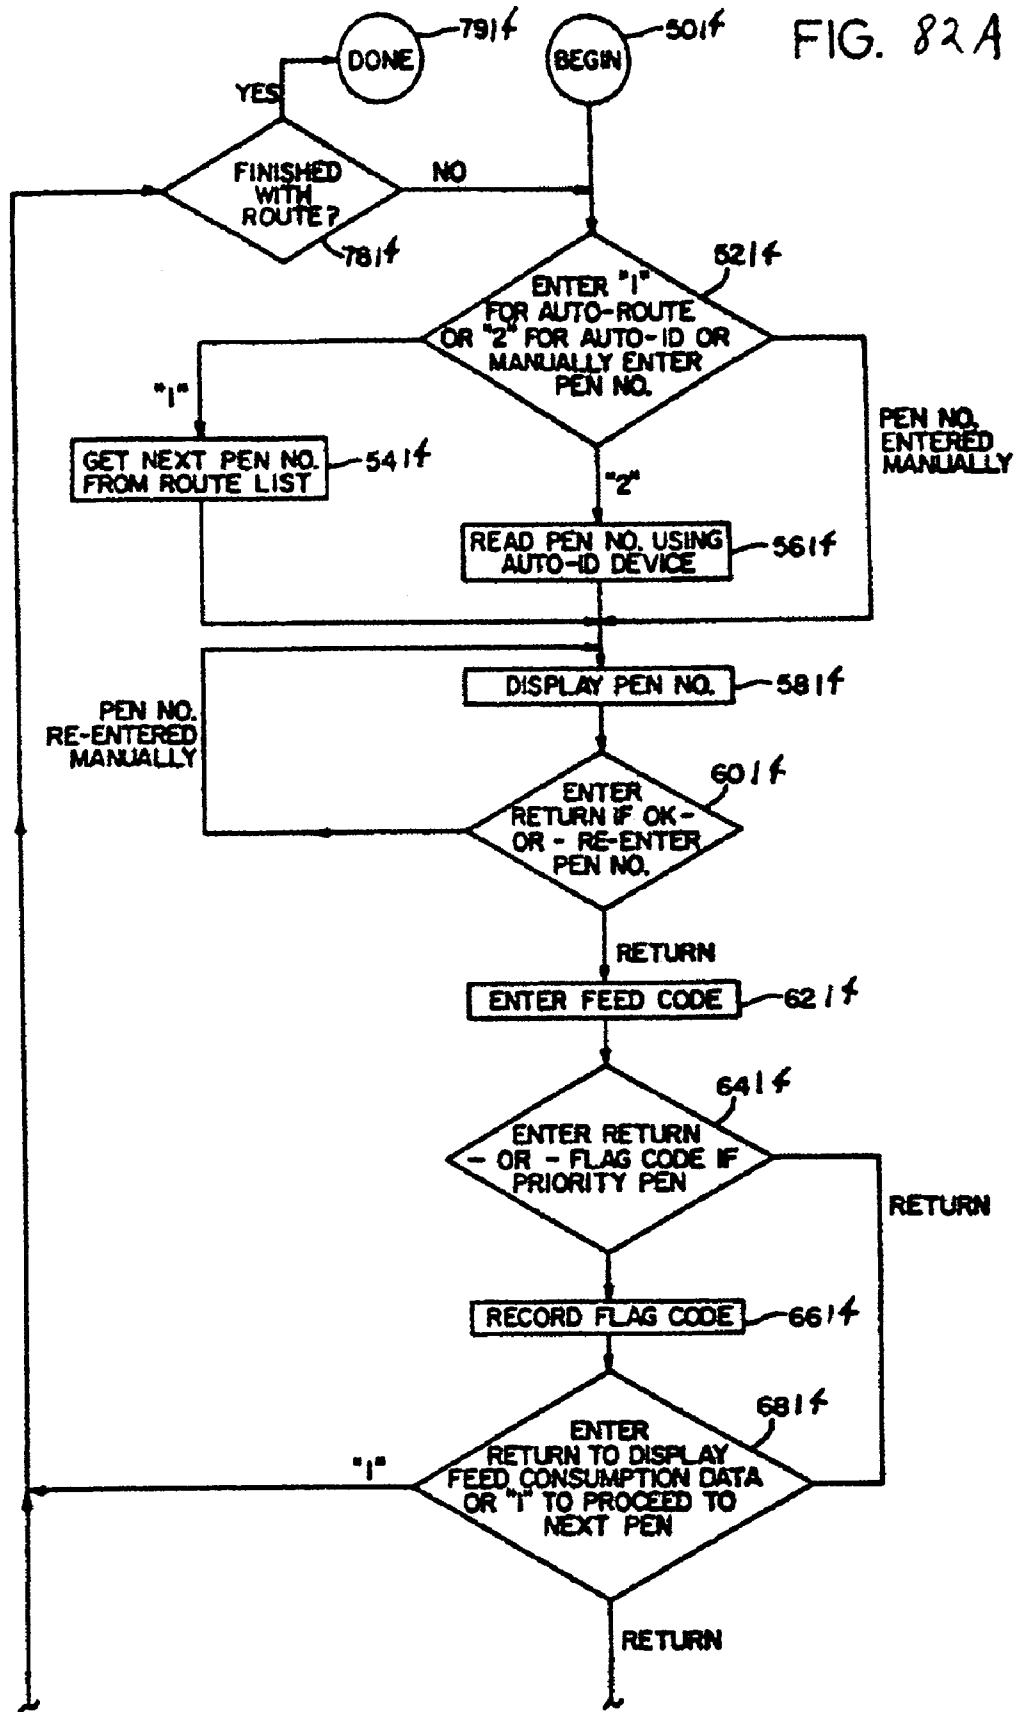 FIG. 82A
791f
501f
DONE
BEGIN
YES
FINISHED
WITH
ROUTE?
NO
781f
521f
ENTER "1"
FOR AUTO-ROUTE
OR "2" FOR AUTO-ID OR
MANUALLY ENTER
PEN NO.
"1"
PEN NO.
ENTERED
MANUALLY
GET NEXT PEN NO.
FROM ROUTE LIST
541f
"2"
READ PEN NO. USING
AUTO-ID DEVICE
561f
DISPLAY PEN NO.
581f
PEN NO.
RE-ENTERED
MANUALLY
601f
ENTER
RETURN IF OK-
OR - RE-ENTER
PEN NO.
RETURN
ENTER FEED CODE
621f
641f
ENTER RETURN
- OR - FLAG CODE IF
PRIORITY PEN
RETURN
RECORD FLAG CODE
661f
681f
ENTER
RETURN TO DISPLAY
FEED CONSUMPTION DATA
OR "1" TO PROCEED TO
NEXT PEN
"1"
RETURN